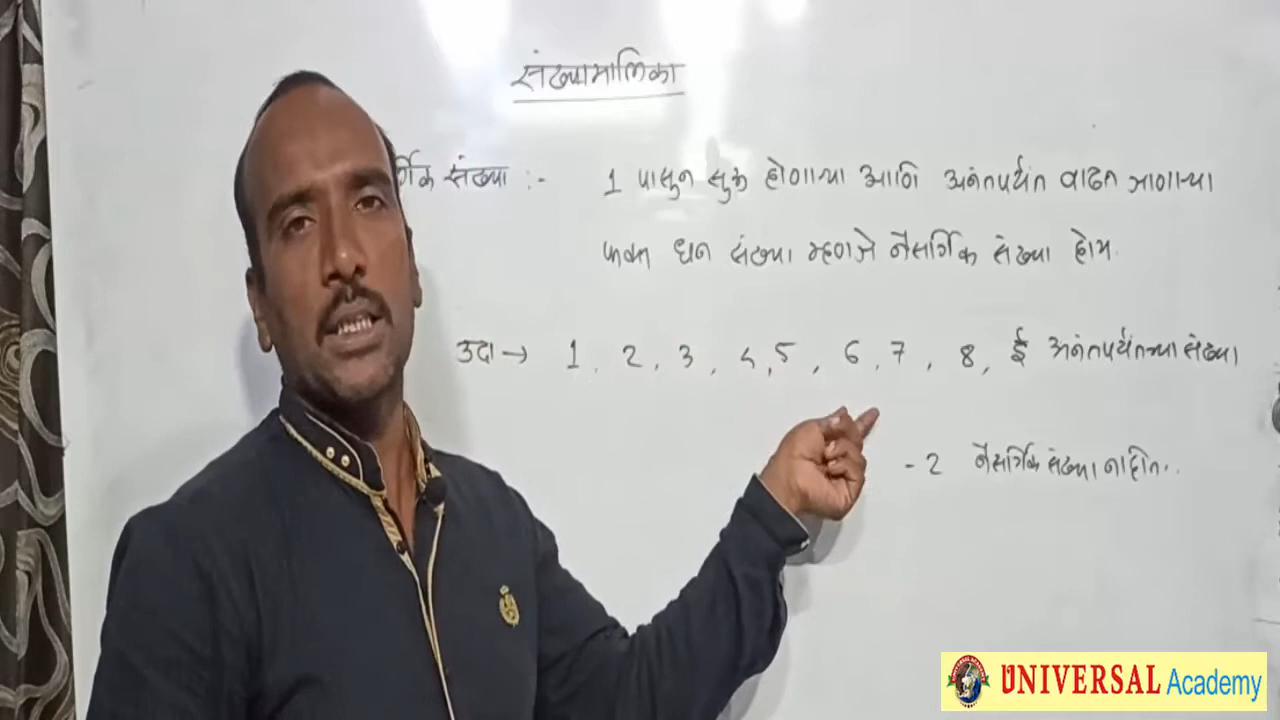 संख्यामालिका
र्गिक संख्या :- 1 पासुन सुरू होणाऱ्या आणि अनंतपर्यंत वाढत जाणाऱ्या
फक्त धन संख्या म्हणजे नैसर्गिक संख्या होय.
उदा → 1, 2, 3, 4, 5, 6, 7, 8, ई अनंतपर्यंतच्या संख्या
-2 नैसर्गिक संख्या नाहीत..
UNIVERSAL Academy